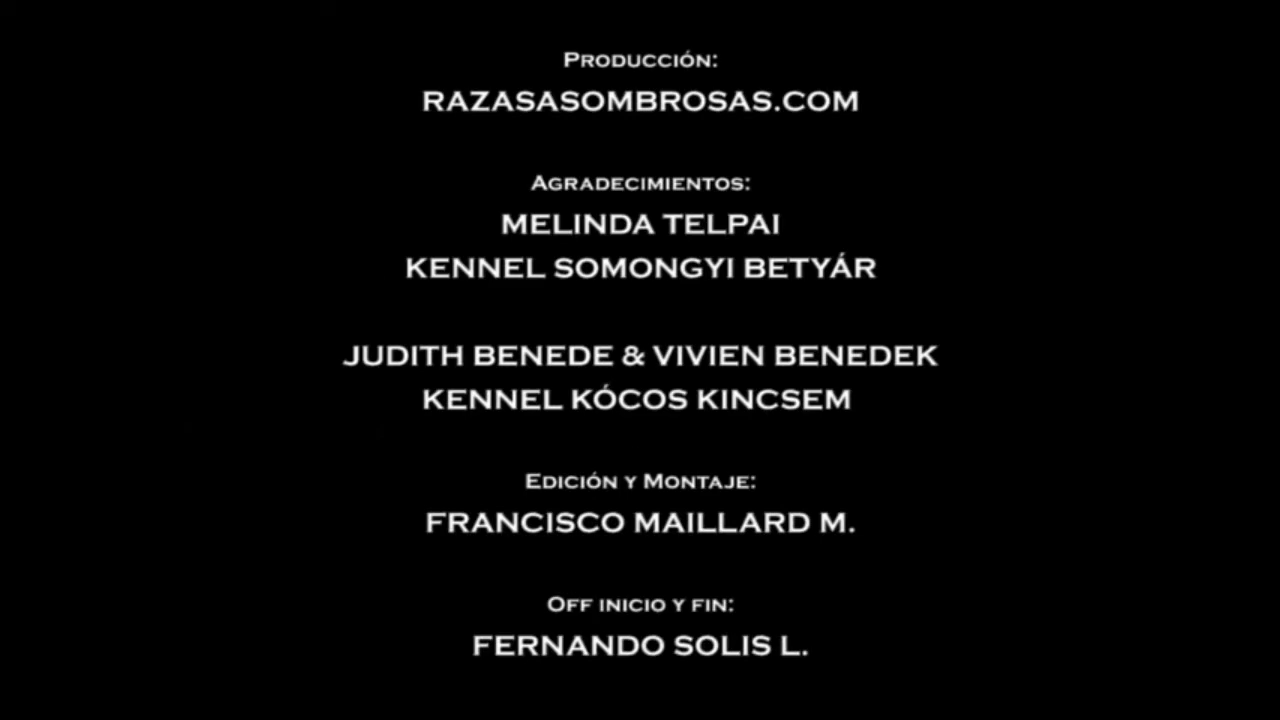 Producción:
RAZASASOMBROSAS.COM
Agradecimientos:
MELINDA TELPAI
KENNEL SOMONGYI BETYÁR
JUDITH BENEDE & VIVIEN BENEDEK
KENNEL KÓCOS KINCSEM
Edición y Montaje:
FRANCISCO MAILLARD M.
Off inicio y fin:
FERNANDO SOLIS L.